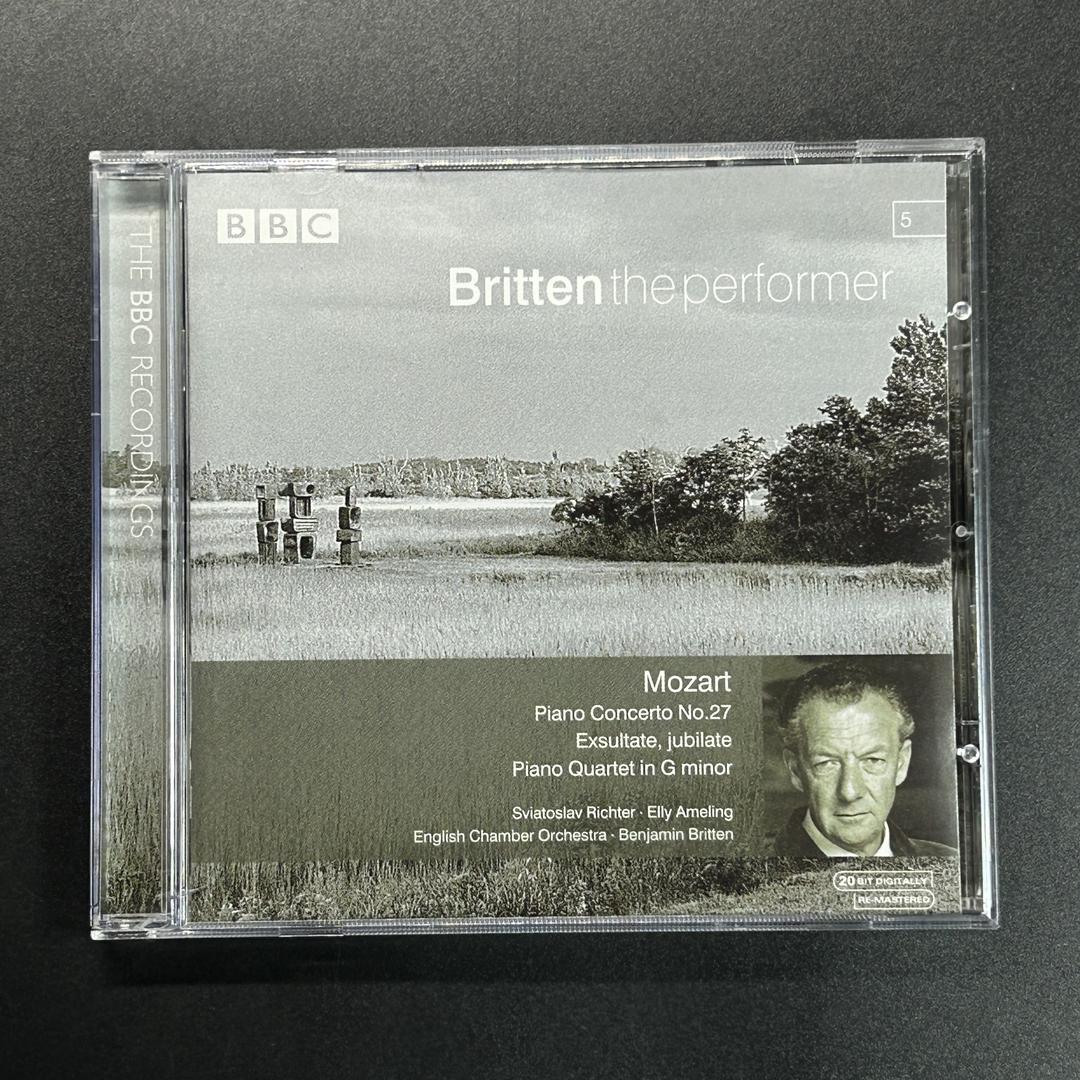 BBC
5
Britten the performer
THE BBC RECORDINGS
Mozart
Piano Concerto No.27
Exsultate, jubilate
Piano Quartet in G minor
Sviatoslav Richter · Elly Ameling
English Chamber Orchestra · Benjamin Britten
20 BIT DIGITALLY
RE-MASTERED